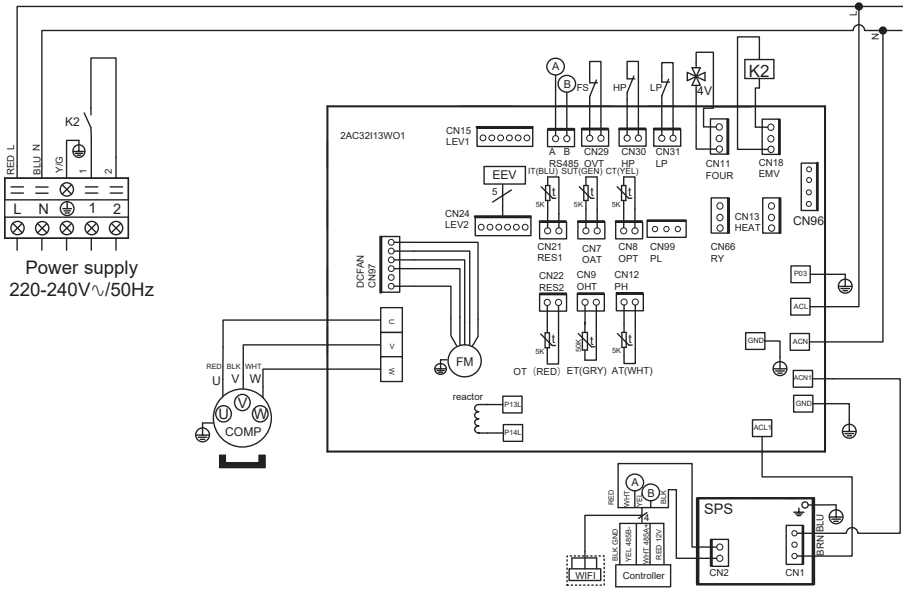 L
N
RED L
BLU N
Y/G
K2
1
2
L N 1 2
Power supply
220-240V∿/50Hz
2AC32I13WO1
CN15
LEV1
A
B
FS
HP
LP
4V
K2
A B
RS485
CN29
OVT
CN30
HP
CN31
LP
CN11
FOUR
CN18
EMV
CN96
EEV
5
CN24
LEV2
IT(BLU)
SUT(GEN)
CT(YEL)
t
5K
t
5K
t
5K
CN21
RES1
CN7
OAT
CN8
OPT
CN99
PL
CN66
RY
CN13
HEAT
DCFAN
CN97
CN22
RES2
CN9
OHT
CN12
PH
t
5K
t
50K
t
5K
OT (RED)
ET(GRY)
AT(WHT)
P03
ACL
ACN
GND
ACN1
GND
ACL1
U
V
W
FM
RED BLK WHT
U V W
U
V
W
COMP
reactor
P13L
P14L
RED
WHT
YEL
BLK
A
B
4
BLK GND
YEL 485B-
WHT 485A+
RED 12V
WIFI
Controller
SPS
CN2
CN1
BRN
BLU